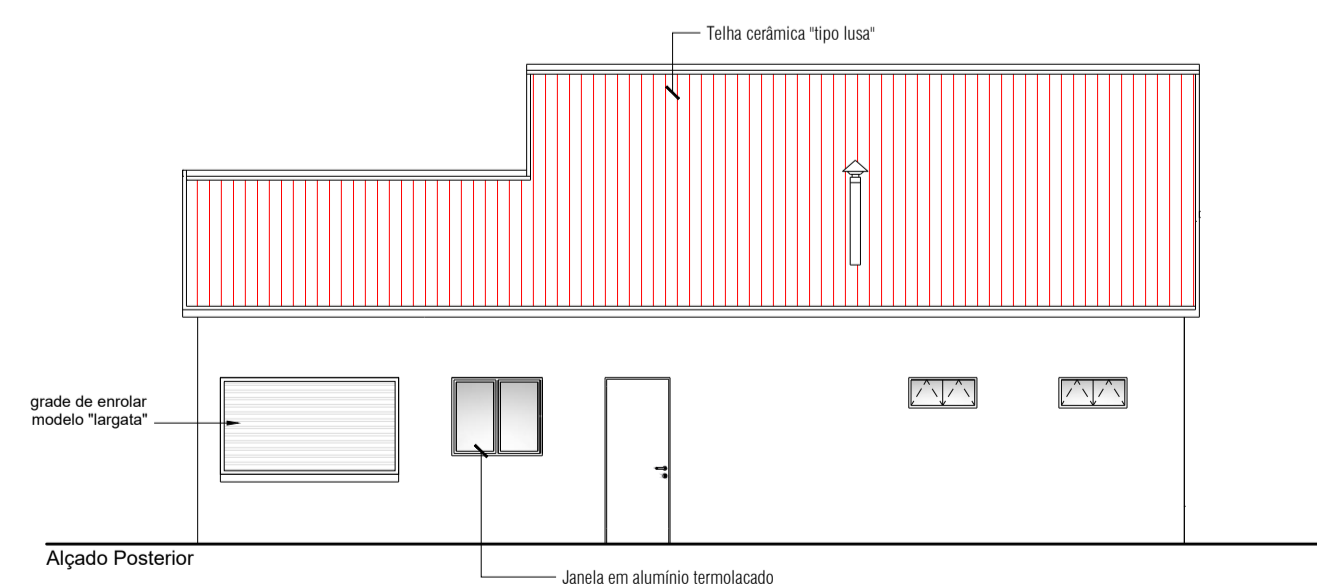 Telha cerâmica "tipo lusa"
grade de enrolar
modelo "largata"
Alçado Posterior
Janela em alumínio termolacado